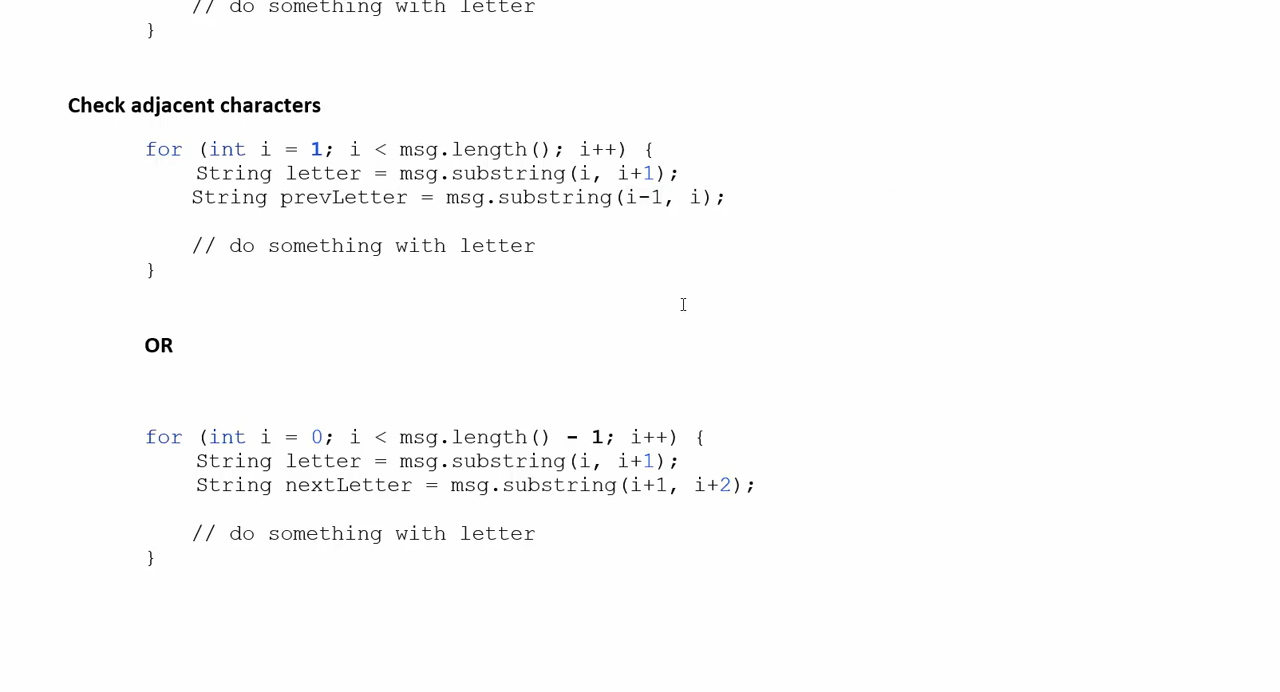 // do something with letter
}
Check adjacent characters
for (int i = 1; i < msg.length(); i++) {
String letter = msg.substring(i, i+1);
String prevLetter = msg.substring(i-1, i);
// do something with letter
}
OR
for (int i = 0; i < msg.length() - 1; i++) {
String letter = msg.substring(i, i+1);
String nextLetter = msg.substring(i+1, i+2);
// do something with letter
}